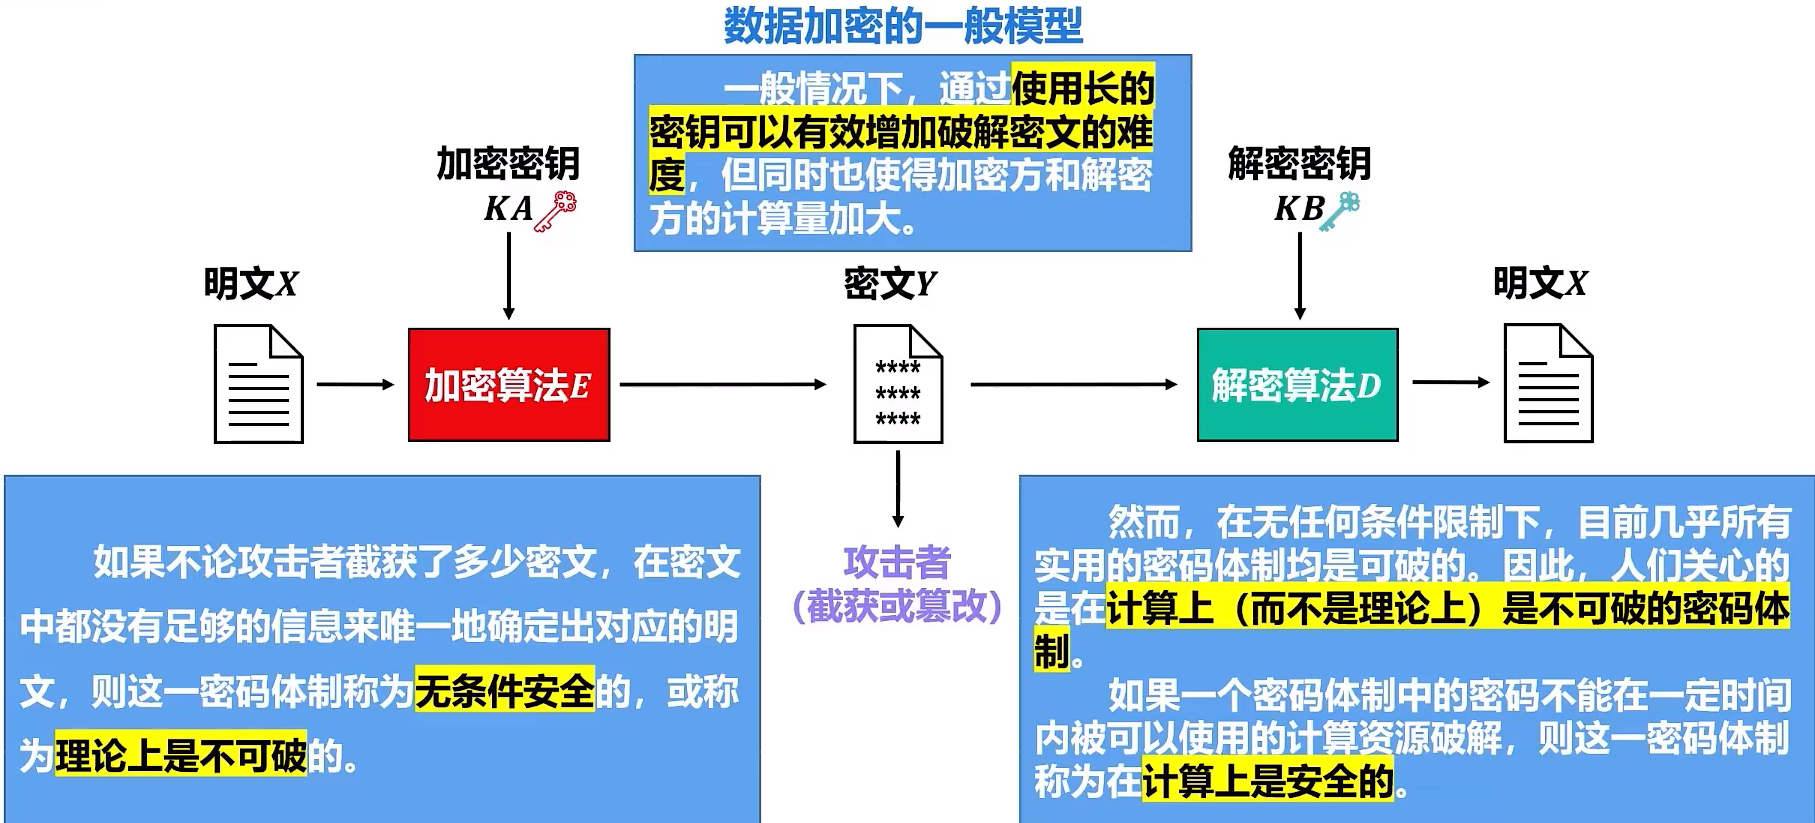 数据加密的一般模型
一般情况下，通过使用长的
密钥可以有效增加破解密文的难
度，但同时也使得加密方和解密
方的计算量加大。
加密密钥
KA
解密密钥
KB
明文X
密文Y
明文X
加密算法E
****
****
****
解密算法D
攻击者
（截获或篡改）
如果不论攻击者截获了多少密文，在密文
中都没有足够的信息来唯一地确定出对应的明
文，则这一密码体制称为无条件安全的，或称
为理论上是不可破的。
然而，在无任何条件限制下，目前几乎所有
实用的密码体制均是可破的。因此，人们关心的
是在计算上（而不是理论上）是不可破的密码体
制。
如果一个密码体制中的密码不能在一定时间
内被可以使用的计算资源破解，则这一密码体制
称为在计算上是安全的。